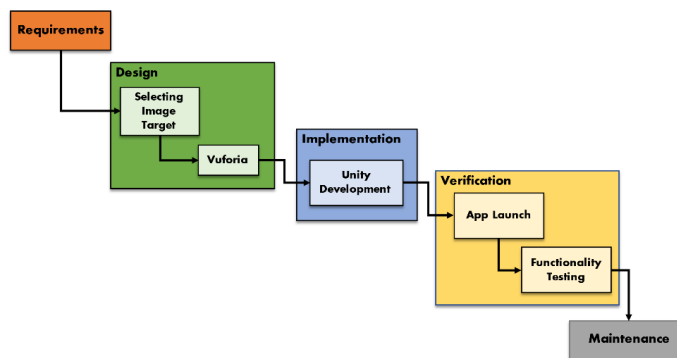 Requirements
Design
Selecting
Image
Target
Vuforia
Implementation
Unity
Development
Verification
App Launch
Functionality
Testing
Maintenance